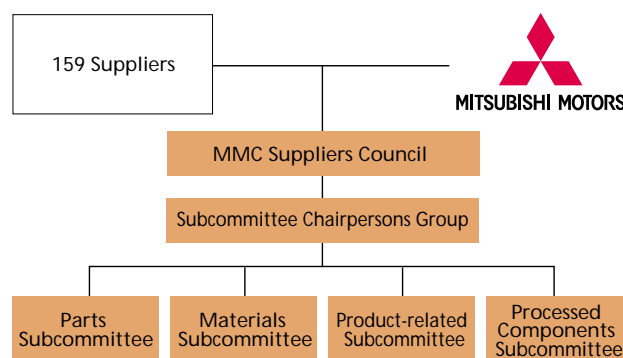 159 Suppliers
MITSUBISHI MOTORS
MMC Suppliers Council
Subcommittee Chairpersons Group
Parts
Subcommittee
Materials
Subcommittee
Product-related
Subcommittee
Processed
Components
Subcommittee